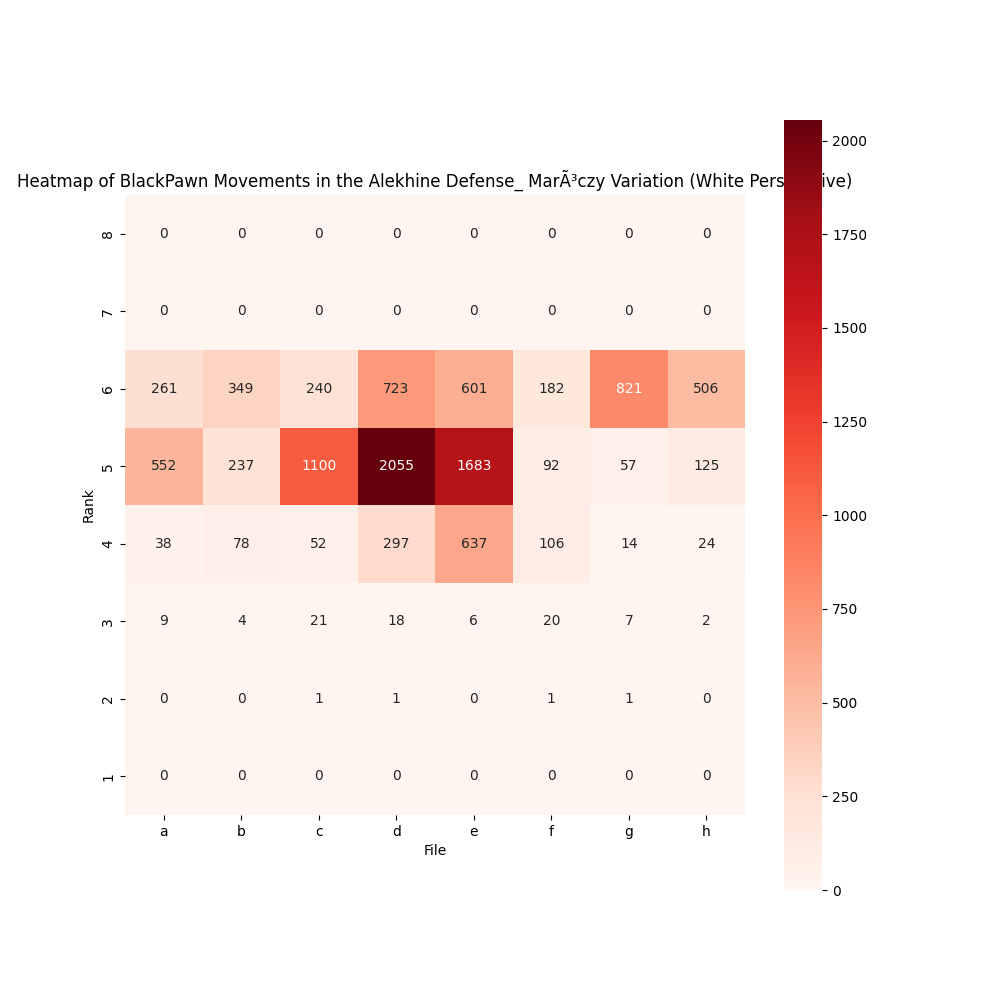 Heatmap of BlackPawn Movements in the Alekhine Defense_ MarÃ³czy Variation (White Pers ive)
2000
1750
1500
1250
1000
750
500
250
0
8 0 0 0 0 0 0 0 0
7 0 0 0 0 0 0 0 0
6 261 349 240 723 601 182 821 506
5 552 237 1100 2055 1683 92 57 125
4 38 78 52 297 637 106 14 24
3 9 4 21 18 6 20 7 2
2 0 0 1 1 0 1 1 0
1 0 0 0 0 0 0 0 0
a b c d e f g h
File
Rank